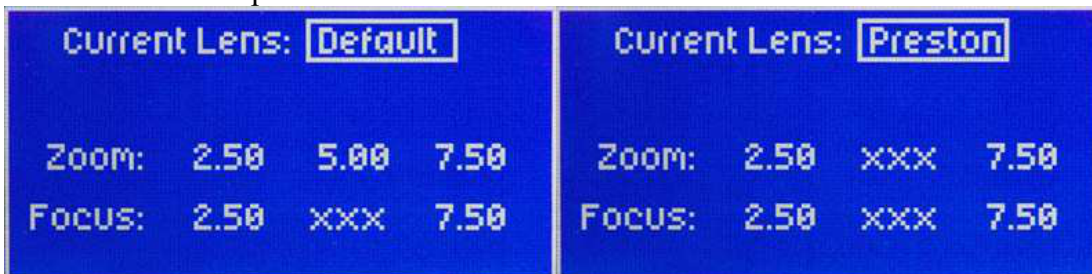 Current Lens: Default
Zoom: 2.50 5.00 7.50
Focus: 2.50 xxx 7.50
Current Lens: Preston
Zoom: 2.50 xxx 7.50
Focus: 2.50 xxx 7.50